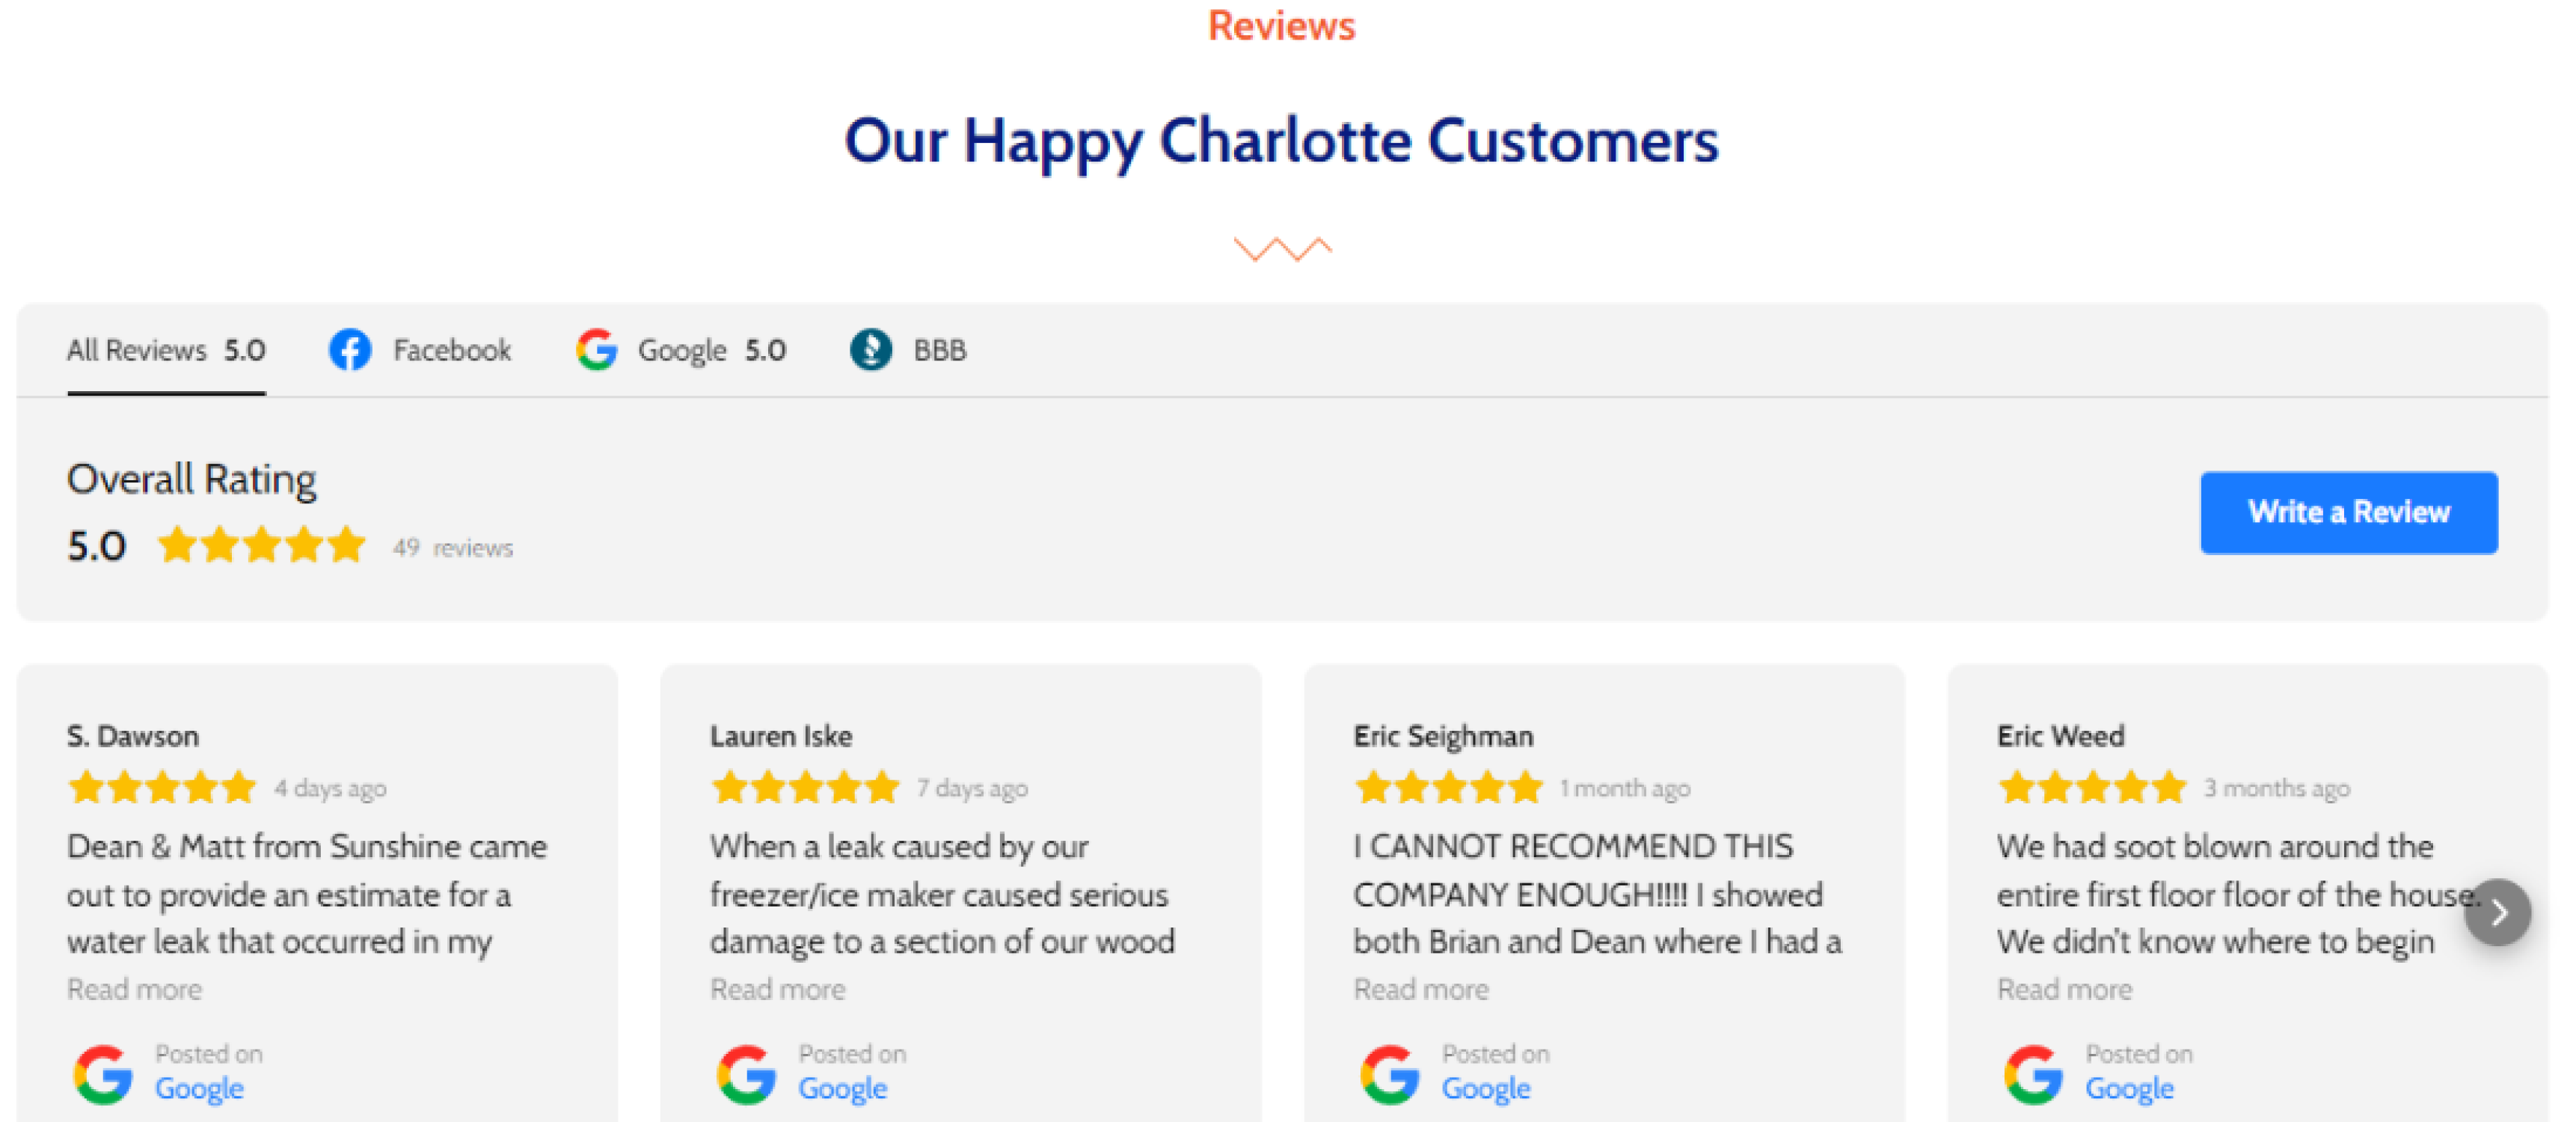 Reviews
Our Happy Charlotte Customers
All Reviews 5.0 Facebook Google 5.0 BBB
Overall Rating
5.0 49 reviews
Write a Review
S. Dawson
4 days ago
Dean & Matt from Sunshine came
out to provide an estimate for a
water leak that occurred in my
Read more
Posted on
Google
Lauren Iske
7 days ago
When a leak caused by our
freezer/ice maker caused serious
damage to a section of our wood
Read more
Posted on
Google
Eric Seighman
1 month ago
I CANNOT RECOMMEND THIS
COMPANY ENOUGH!!!! I showed
both Brian and Dean where I had a
Read more
Posted on
Google
Eric Weed
3 months ago
We had soot blown around the
entire first floor floor of the house.
We didn't know where to begin
Read more
Posted on
Google